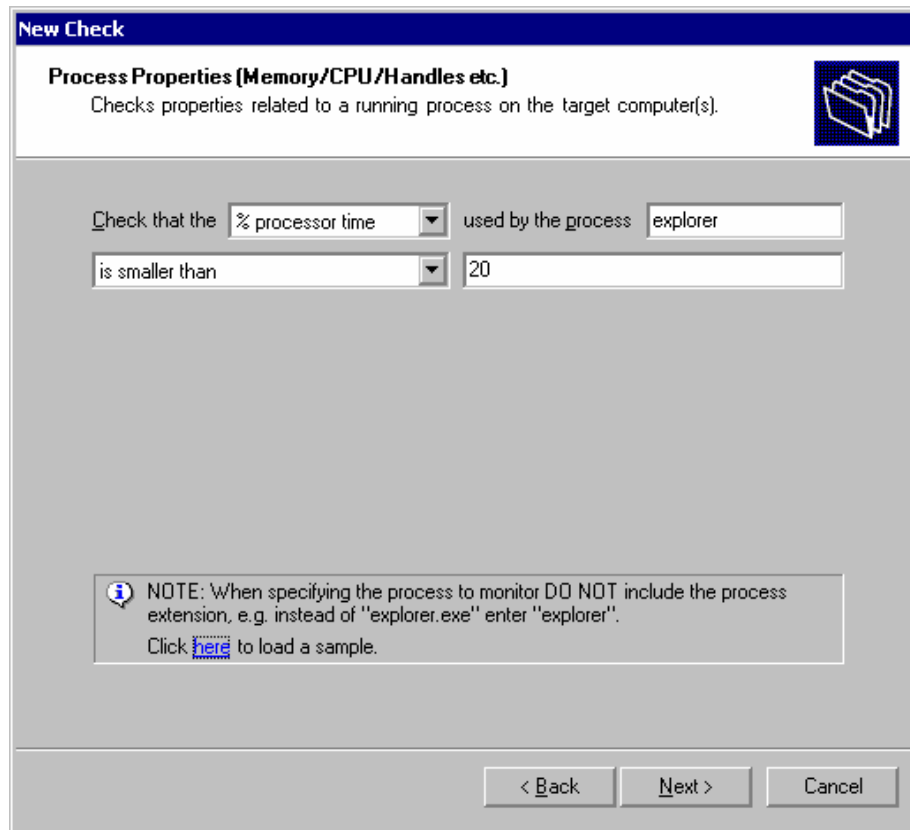 New Check
Process Properties (Memory/CPU/Handles etc.)
Checks properties related to a running process on the target computer(s).
Check that the % processor time used by the process explorer
is smaller than 20
NOTE: When specifying the process to monitor DO NOT include the process
extension, e.g. instead of "explorer.exe" enter "explorer".
Click here to load a sample.
< Back Next > Cancel